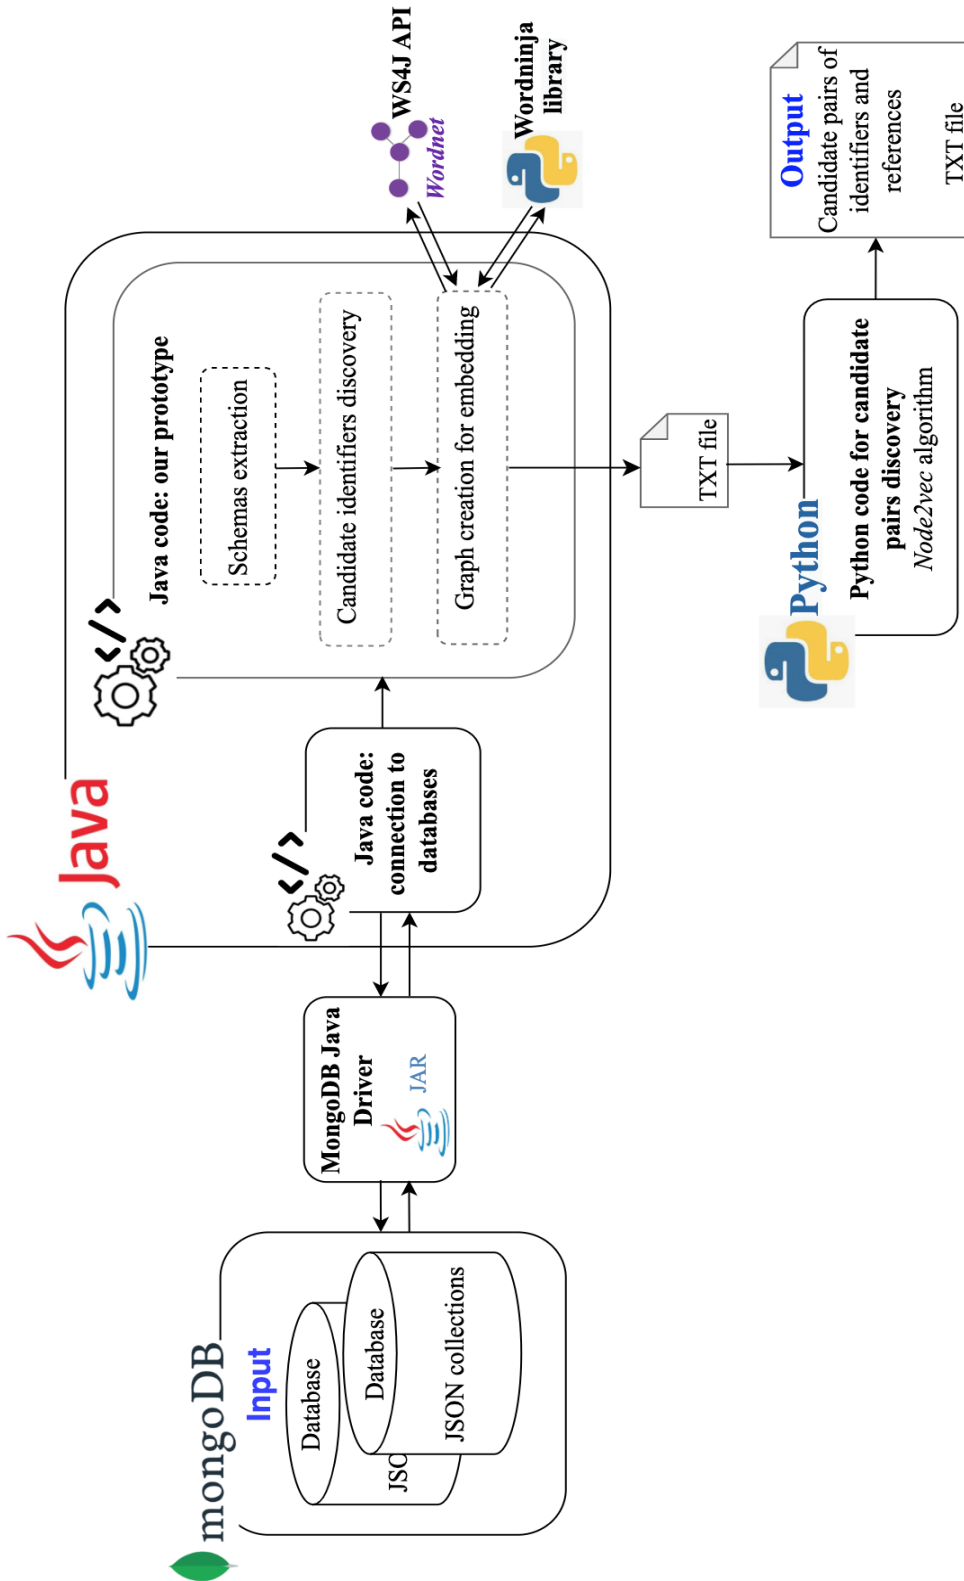 mongoDB
Input
Database
JSO
Database
JSON collections
MongoDB Java
Driver
JAR
Java
Java code:
connection to
databases
</>
Java code: our prototype
</>
Schemas extraction
Candidate identifiers discovery
Graph creation for embedding
WS4J API
Wordnet
Wordninja
library
TXT file
Python
Python code for candidate
pairs discovery
Node2vec algorithm
Output
Candidate pairs of
identifiers and
references
TXT file